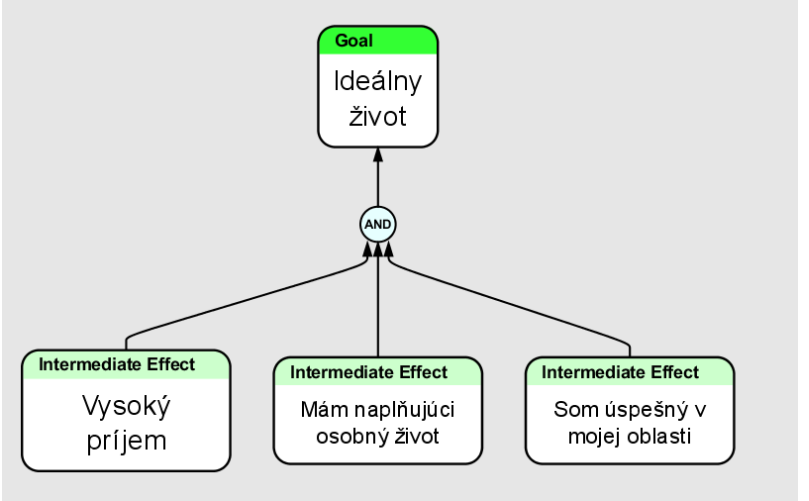 Goal
Ideálny
život
AND
Intermediate Effect
Vysoký
príjem
Intermediate Effect
Mám naplňujúci
osobný život
Intermediate Effect
Som úspešný v
mojej oblasti